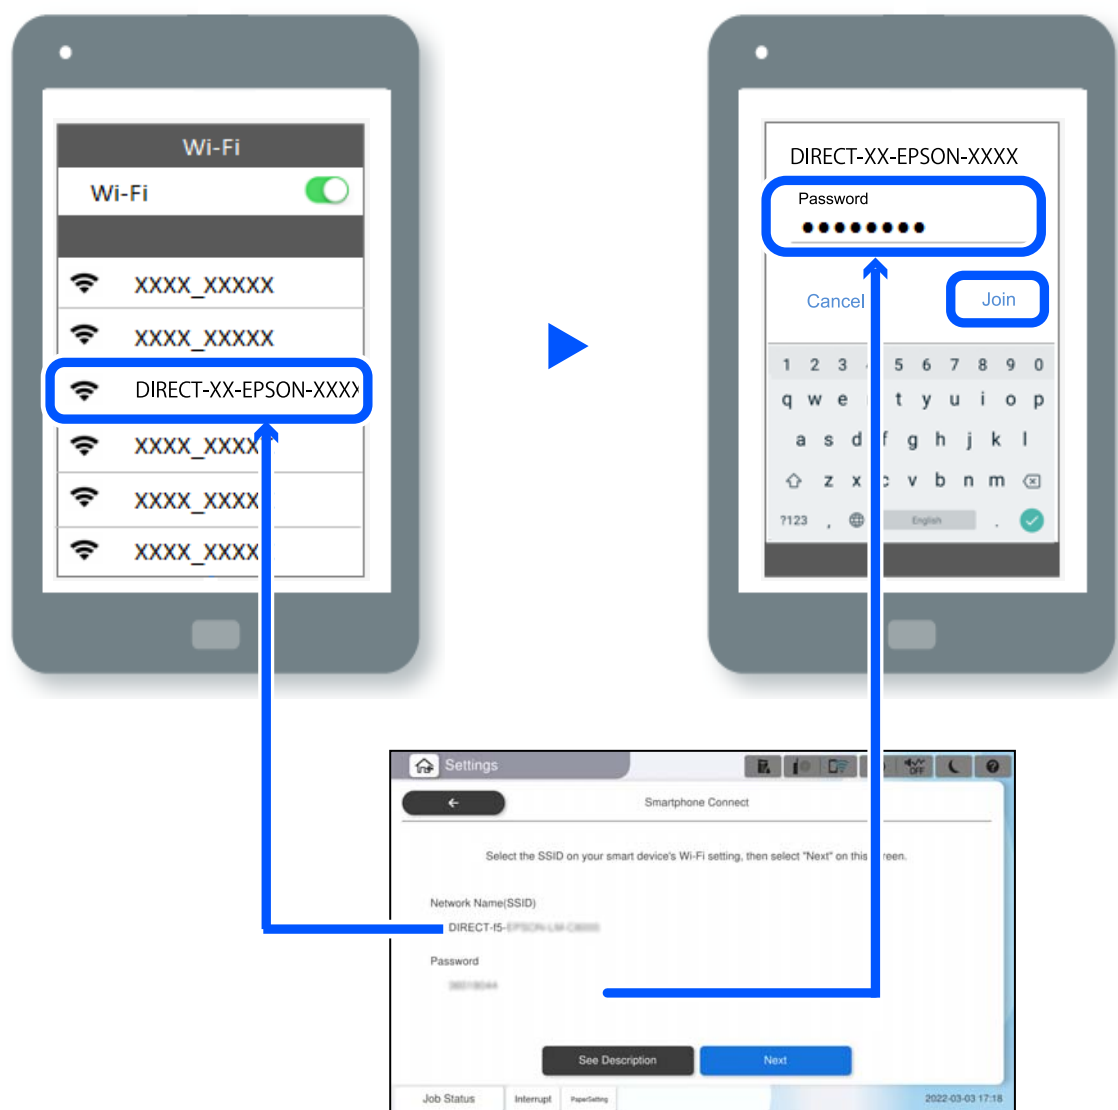 Wi-Fi
Wi-Fi
XXXX_XXXXX
XXXX_XXXXX
DIRECT-XX-EPSON-XXXX
XXXX_XXXX
XXXX_XXXX
XXXX_XXXX
DIRECT-XX-EPSON-XXXX
Password
Cancel
Join
1 2 3 5 6 7 8 9 0
q w e t y u i o p
a s d f g h j k l
z x c v b n m
?123 , English .
Settings
OFF
Smartphone Connect
Select the SSID on your smart device's Wi-Fi setting, then select "Next" on this reen.
Network Name(SSID)
DIRECT-f5-
Password
See Description
Next
Job Status
Interrupt
PaperSetting
2022-03-03 17:18